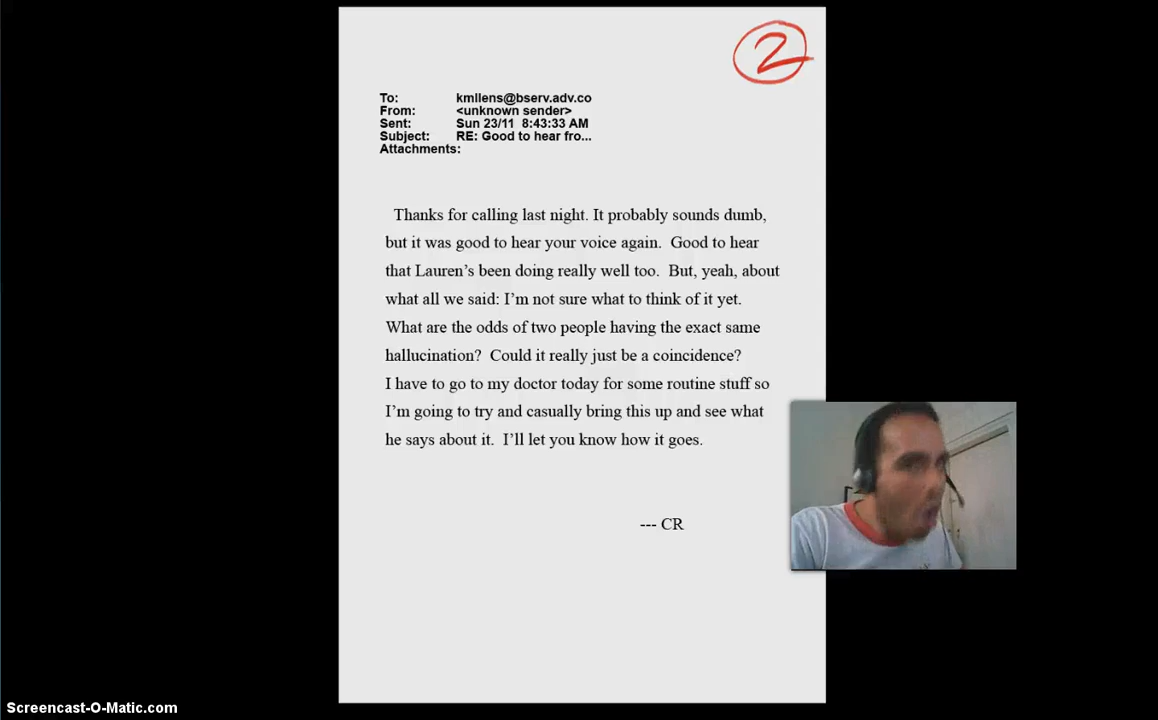 2
To: kmllens@bserv.adv.co
From: <unknown sender>
Sent: Sun 23/11 8:43:33 AM
Subject: RE: Good to hear fro...
Attachments:
Thanks for calling last night. It probably sounds dumb,
but it was good to hear your voice again. Good to hear
that Lauren's been doing really well too. But, yeah, about
what all we said: I'm not sure what to think of it yet.
What are the odds of two people having the exact same
hallucination? Could it really just be a coincidence?
I have to go to my doctor today for some routine stuff so
I'm going to try and casually bring this up and see what
he says about it. I'll let you know how it goes.
--- CR
Screencast-O-Matic.com